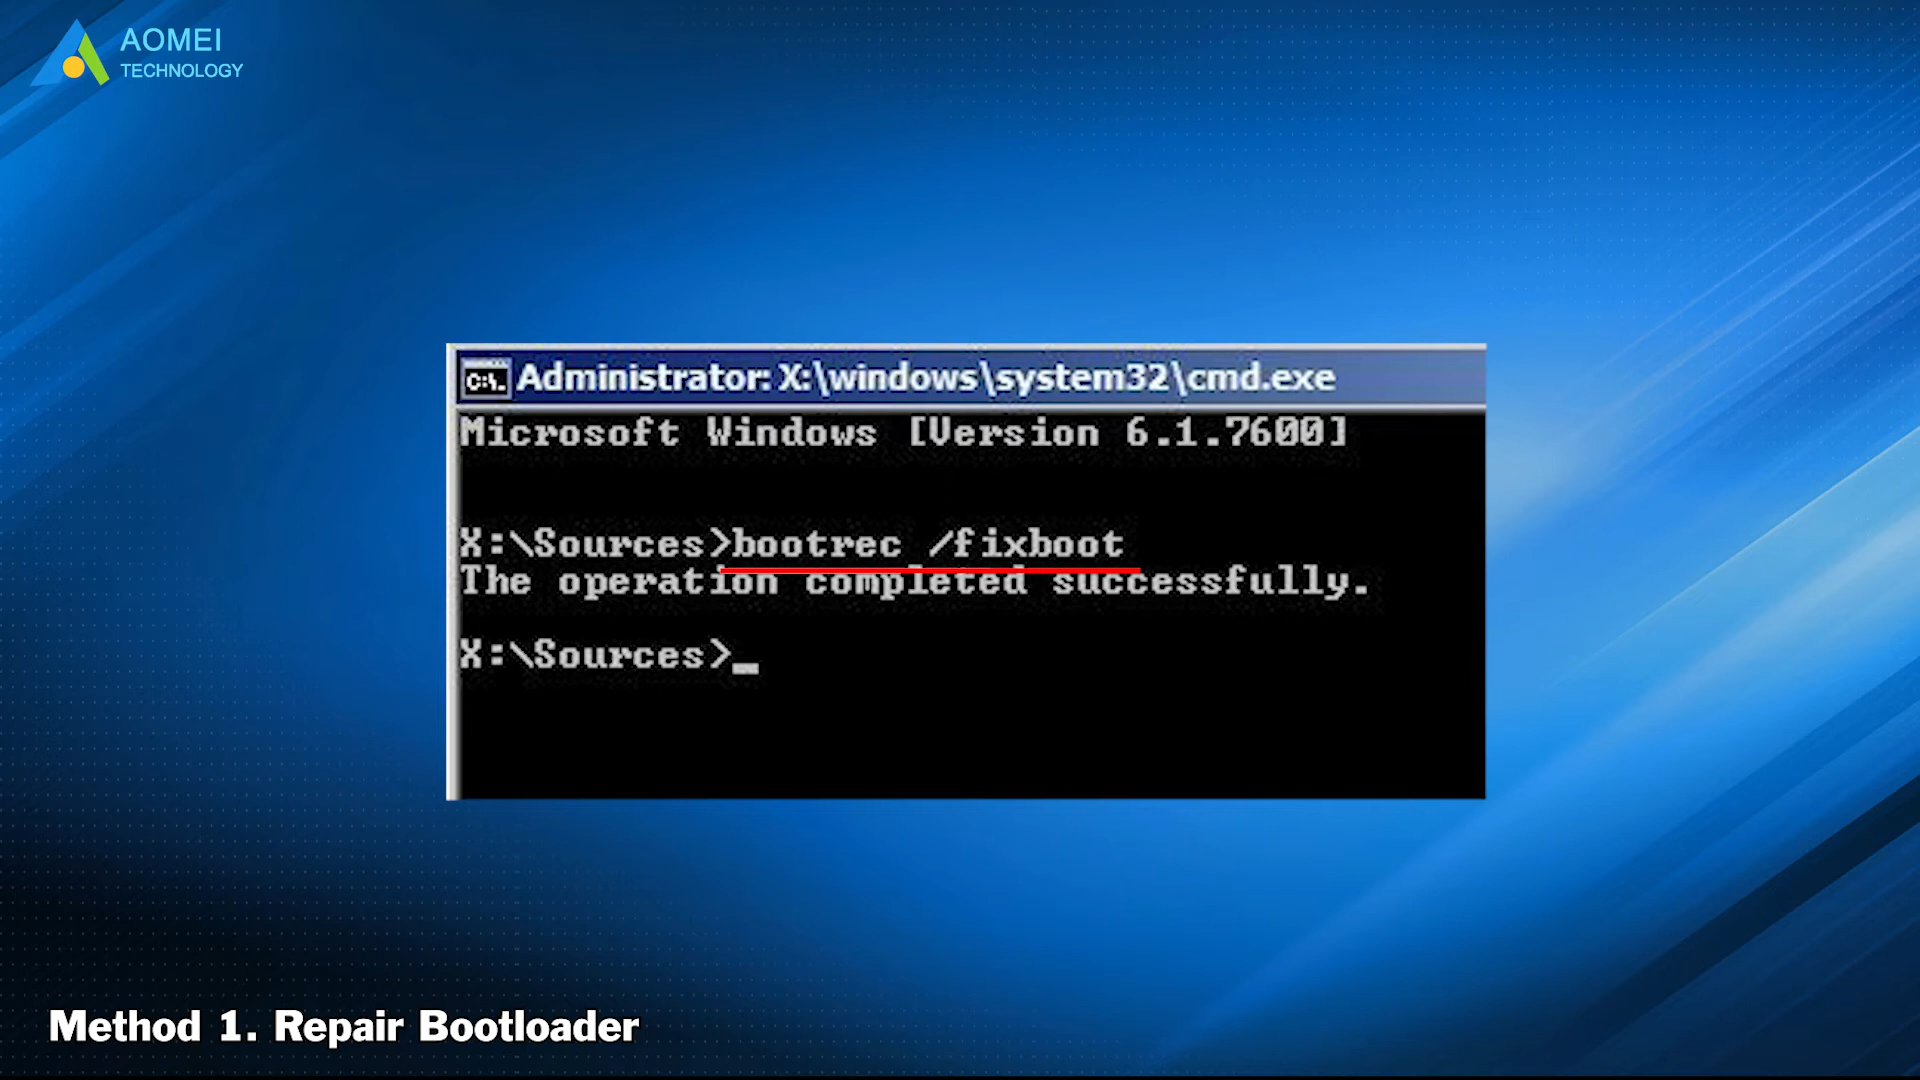 AOMEI
TECHNOLOGY
C:\.
Administrator: X:\windows\system32\cmd.exe
Microsoft Windows [Version 6.1.7600]
X:\Sources>bootrec /fixboot
The operation completed successfully.
X:\Sources>_
Method 1. Repair Bootloader